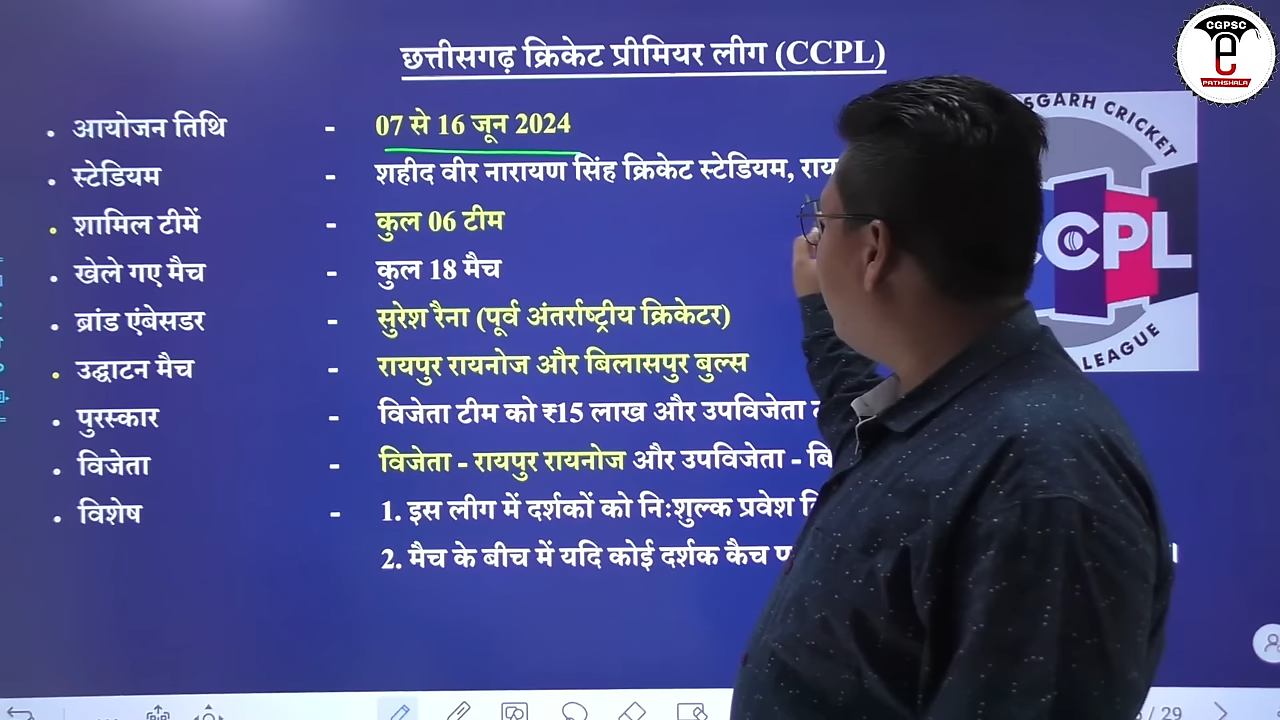 छत्तीसगढ़ क्रिकेट प्रीमियर लीग (CCPL)
• आयोजन तिथि - 07 से 16 जून 2024
• स्टेडियम - शहीद वीर नारायण सिंह क्रिकेट स्टेडियम,
• शामिल टीमें - कुल 06 टीम
• खेले गए मैच - कुल 18 मैच
• ब्रांड एंबेसडर - सुरेश रैना (पूर्व अंतर्राष्ट्रीय क्रिकेटर)
• उद्घाटन मैच - रायपुर रायनोज और बिलासपुर बुल्स
• पुरस्कार - विजेता टीम को ₹15 लाख और उपविजेता
• विजेता - विजेता - रायपुर रायनोज और उपविजेता -
• विशेष - 1. इस लीग में दर्शकों को निःशुल्क प्रवेश
2. मैच के बीच में यदि कोई दर्शक कैच
CGPSC
e
PATHSHALA
CRICKET
CPL
LEAGUE
/ 29